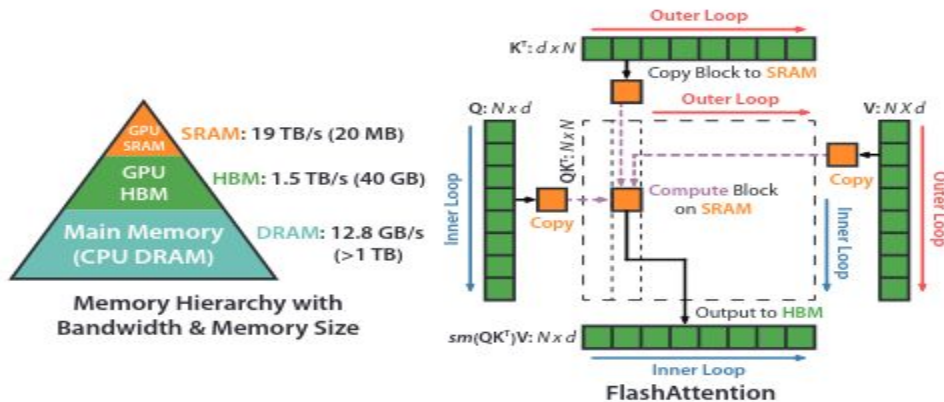 GPU
SRAM
SRAM: 19 TB/s (20 MB)
GPU
HBM
HBM: 1.5 TB/s (40 GB)
Main Memory
(CPU DRAM)
DRAM: 12.8 GB/s
(>1 TB)
Memory Hierarchy with
Bandwidth & Memory Size
Outer Loop
Kᵀ: d x N
Copy Block to SRAM
Outer Loop
Q: N x d
V: N X d
QKᵀ: N x N
Inner Loop
Copy
Compute Block
on SRAM
Copy
Inner Loop
Outer Loop
Output to HBM
sm(QKᵀ)V: N x d
Inner Loop
FlashAttention